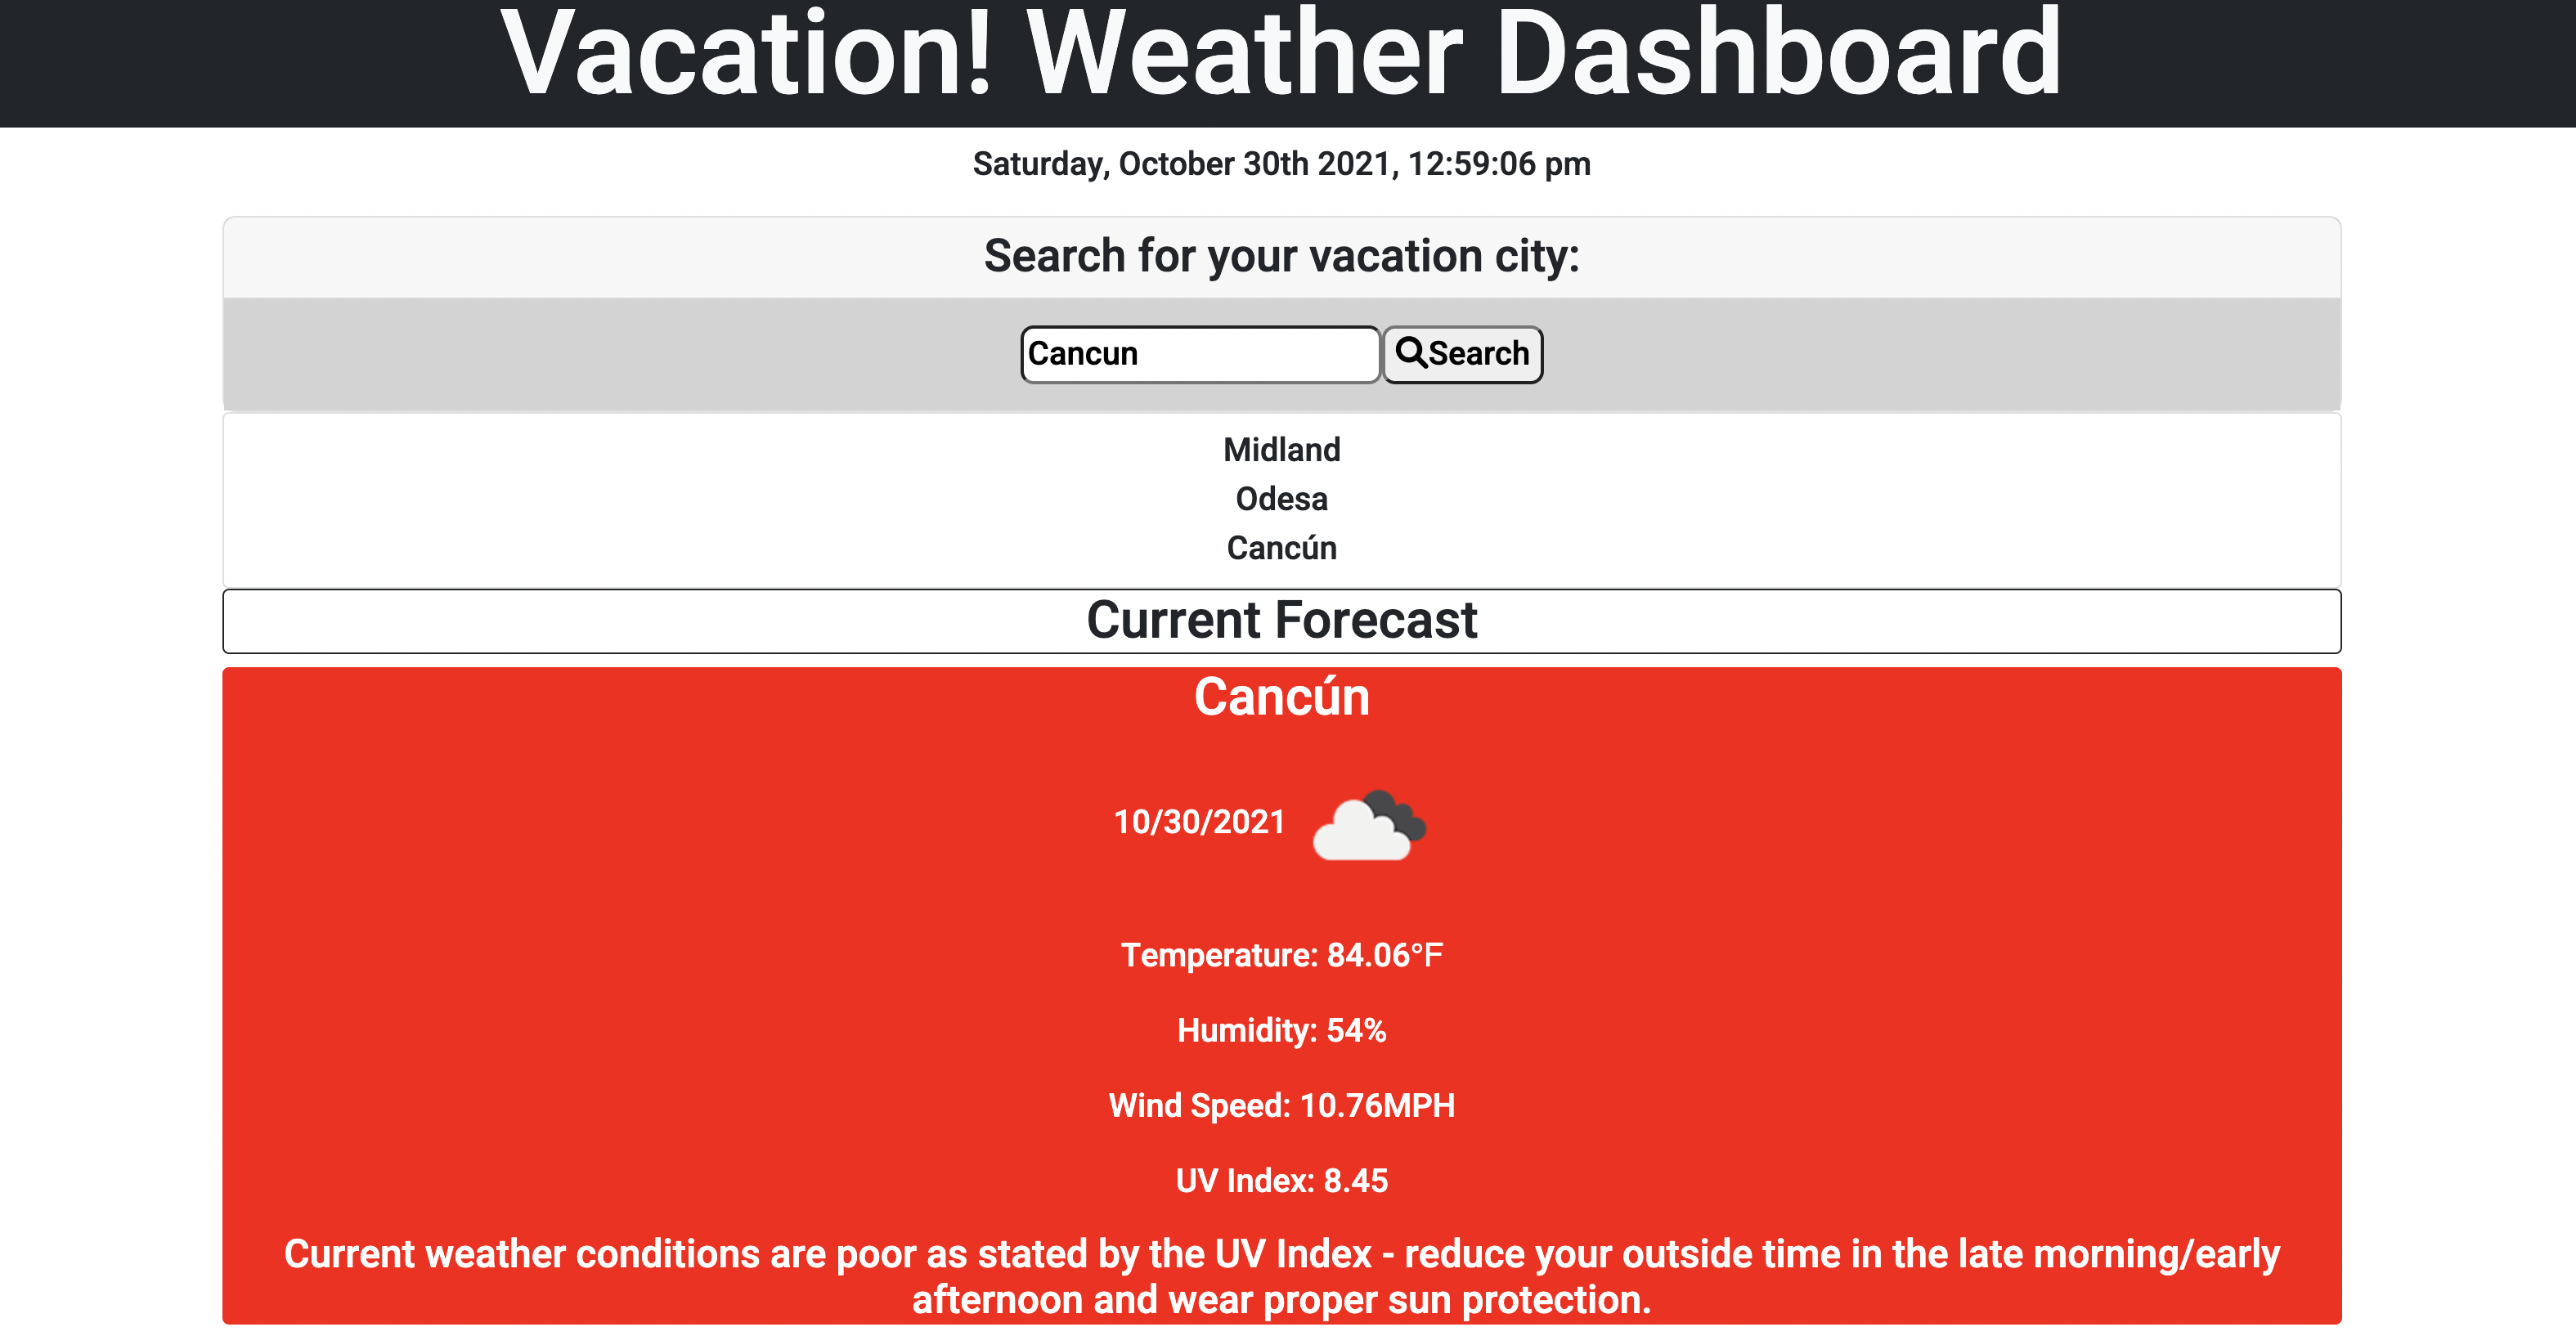 Vacation! Weather Dashboard
Saturday, October 30th 2021, 12:59:06 pm
Search for your vacation city:
Cancun
Search
Midland
Odesa
Cancún
Current Forecast
Cancún
10/30/2021
Temperature: 84.06°F
Humidity: 54%
Wind Speed: 10.76MPH
UV Index: 8.45
Current weather conditions are poor as stated by the UV Index - reduce your outside time in the late morning/early
afternoon and wear proper sun protection.